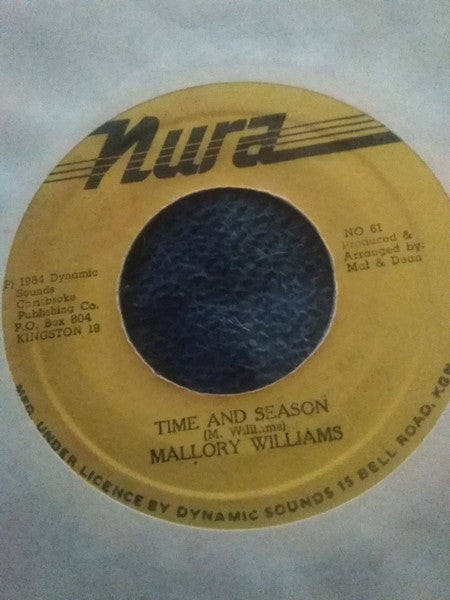 Nura
NO 61
Produced &
Arranged by:
Mal & Dean
P) 1984 Dynamic
Sounds
Cambroke
Publishing Co.
P.O. Box 804
KINGSTON 19
TIME AND SEASON
(M. Williams)
MALLORY WILLIAMS
MFG. UNDER LICENCE BY DYNAMIC SOUNDS 15 BELL ROAD, KGN